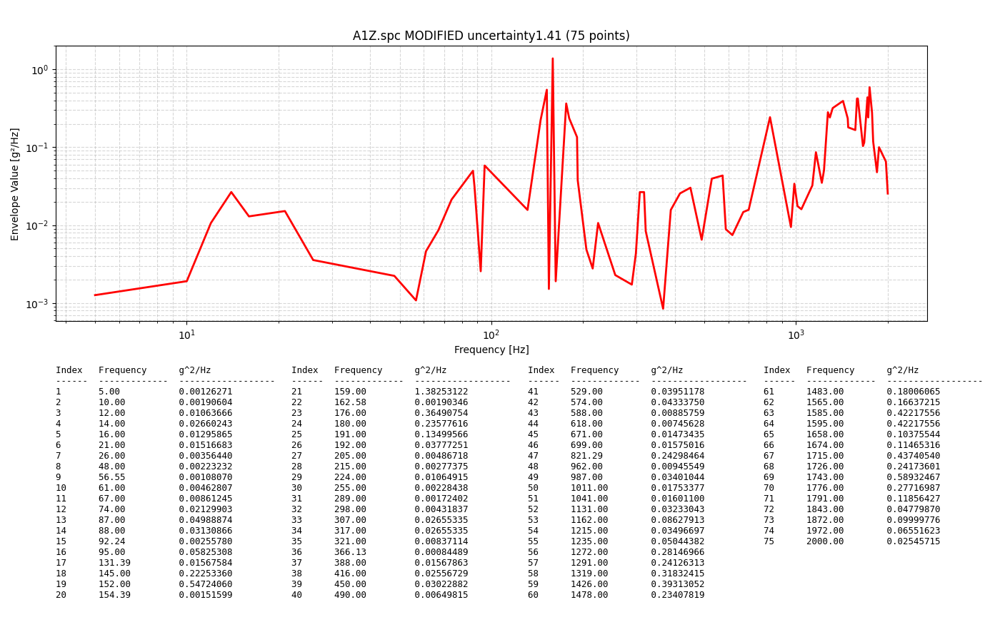 A1Z.spc MODIFIED uncertainty1.41 (75 points)
Envelope Value [g²/Hz]
10⁰
10⁻¹
10⁻²
10⁻³
10¹ 10² 10³
Frequency [Hz]
Index Frequency g^2/Hz Index Frequency g^2/Hz Index Frequency g^2/Hz Index Frequency g^2/Hz
------ ------------- ------------------ ------ ------------- ------------------ ------ ------------- ------------------ ------ ------------- ------------------
1 5.00 0.00126271 21 159.00 1.38253122 41 529.00 0.03951178 61 1483.00 0.18006065
2 10.00 0.00190604 22 162.58 0.00190346 42 574.00 0.04333750 62 1565.00 0.16637215
3 12.00 0.01063666 23 176.00 0.36490754 43 588.00 0.00885759 63 1585.00 0.42217556
4 14.00 0.02660243 24 180.00 0.23577616 44 618.00 0.00745628 64 1595.00 0.42217556
5 16.00 0.01295865 25 191.00 0.13499566 45 671.00 0.01473435 65 1658.00 0.10375544
6 21.00 0.01516683 26 192.00 0.03777251 46 699.00 0.01575016 66 1674.00 0.11465316
7 26.00 0.00356440 27 205.00 0.00486718 47 821.29 0.24298464 67 1715.00 0.43740540
8 48.00 0.00223232 28 215.00 0.00277375 48 962.00 0.00945549 68 1726.00 0.24173601
9 56.55 0.00108070 29 224.00 0.01064915 49 987.00 0.03401044 69 1743.00 0.58932467
10 61.00 0.00462807 30 255.00 0.00228438 50 1011.00 0.01753377 70 1776.00 0.27716987
11 67.00 0.00861245 31 289.00 0.00172402 51 1041.00 0.01601100 71 1791.00 0.11856427
12 74.00 0.02129903 32 298.00 0.00431837 52 1131.00 0.03233043 72 1843.00 0.04779870
13 87.00 0.04988874 33 307.00 0.02655335 53 1162.00 0.08627913 73 1872.00 0.09999776
14 88.00 0.03130866 34 317.00 0.02655335 54 1215.00 0.03496697 74 1972.00 0.06551623
15 92.24 0.00255780 35 321.00 0.00837114 55 1235.00 0.05044382 75 2000.00 0.02545715
16 95.00 0.05825308 36 366.13 0.00084489 56 1272.00 0.28146966
17 131.39 0.01567584 37 388.00 0.01567863 57 1291.00 0.24126313
18 145.00 0.22253360 38 416.00 0.02556729 58 1319.00 0.31832415
19 152.00 0.54724060 39 450.00 0.03022882 59 1426.00 0.39313052
20 154.39 0.00151599 40 490.00 0.00649815 60 1478.00 0.23407819